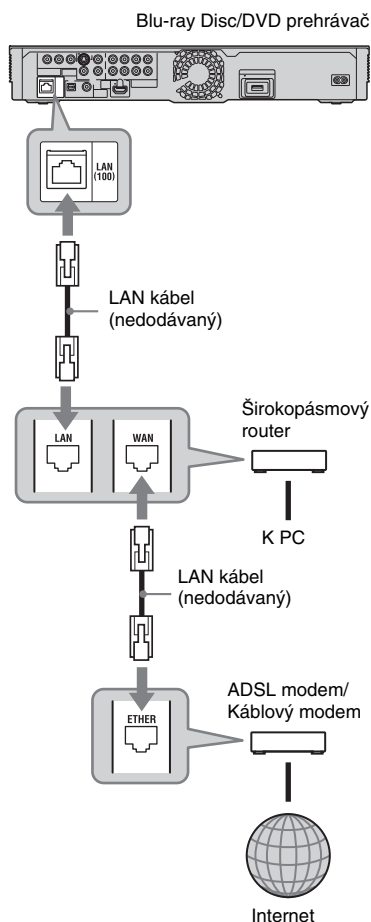 Blu-ray Disc/DVD prehrávač
LAN
(100)
LAN kábel
(nedodávaný)
LAN
WAN
Širokopásmový
router
K PC
LAN kábel
(nedodávaný)
ETHER
ADSL modem/
Káblový modem
Internet